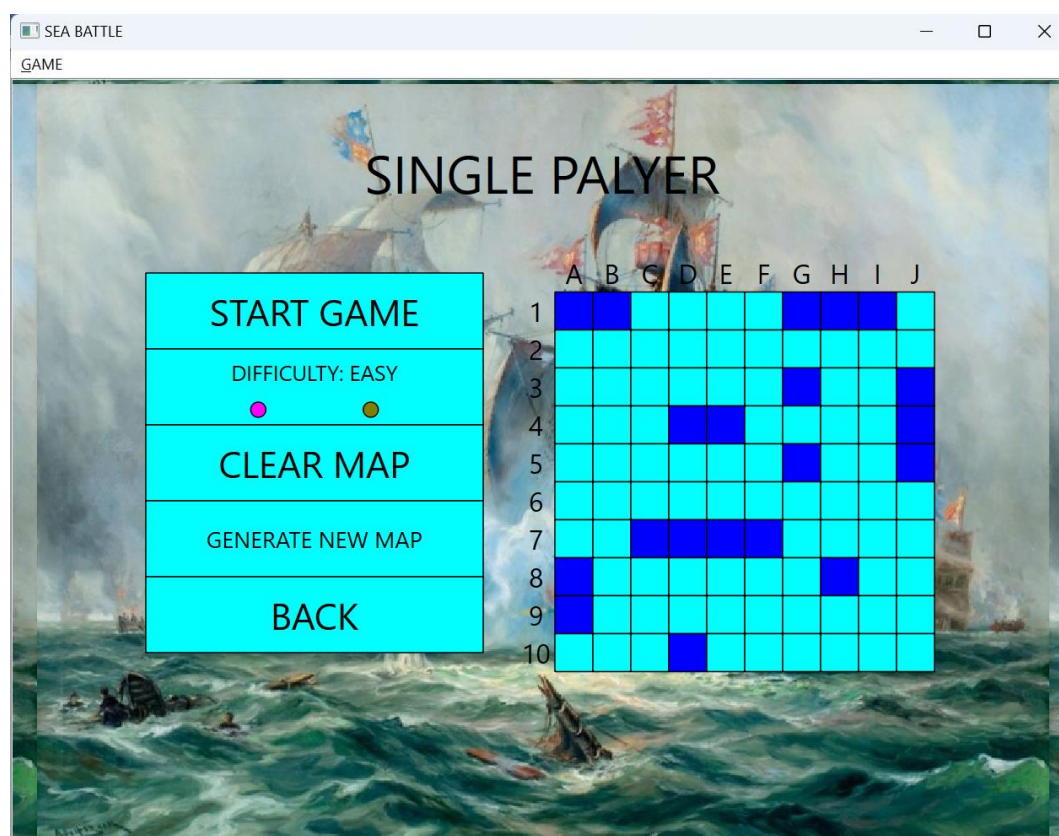 SEA BATTLE
GAME
SINGLE PALYER
START GAME
DIFFICULTY: EASY
CLEAR MAP
GENERATE NEW MAP
BACK
A B C D E F G H I J
1
2
3
4
5
6
7
8
9
10